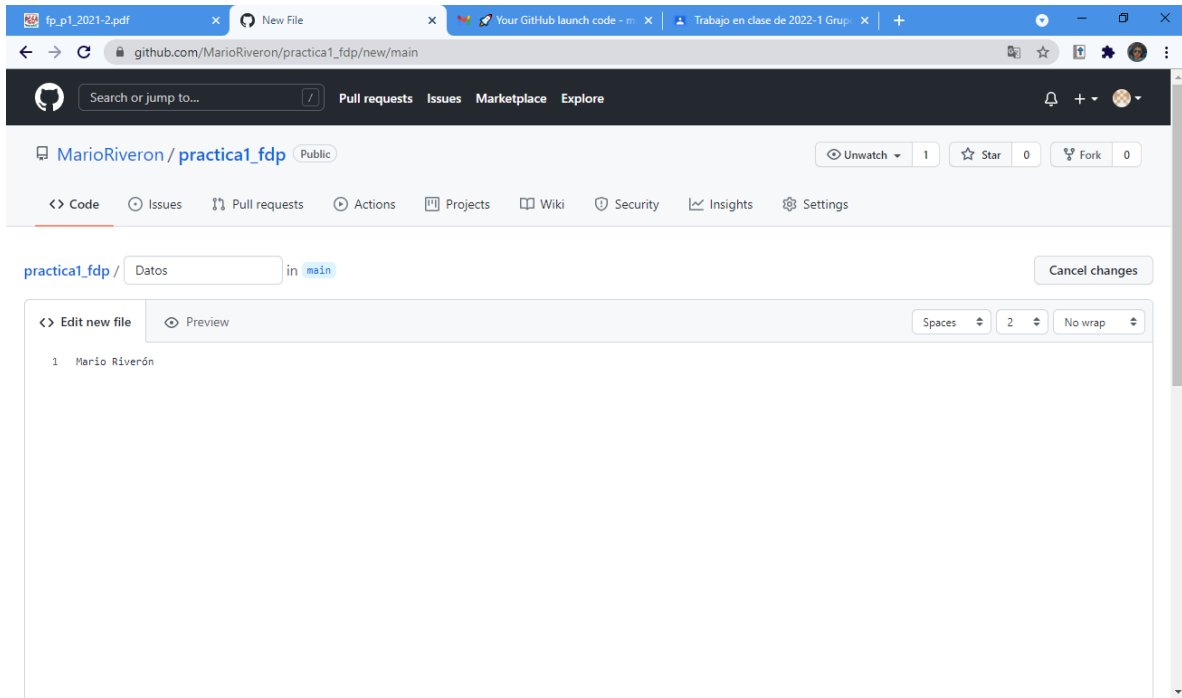 fp_p1_2021-2.pdf
New File
Your GitHub launch code - m
Trabajo en clase de 2022-1 Grup
github.com/MarioRiveron/practica1_fdp/new/main
Search or jump to...
/
Pull requests Issues Marketplace Explore
MarioRiveron / practica1_fdp Public
Unwatch 1 Star 0 Fork 0
<> Code Issues Pull requests Actions Projects Wiki Security Insights Settings
practica1_fdp / Datos in main
Cancel changes
<> Edit new file Preview
Spaces 2 No wrap
1 Mario Riverón